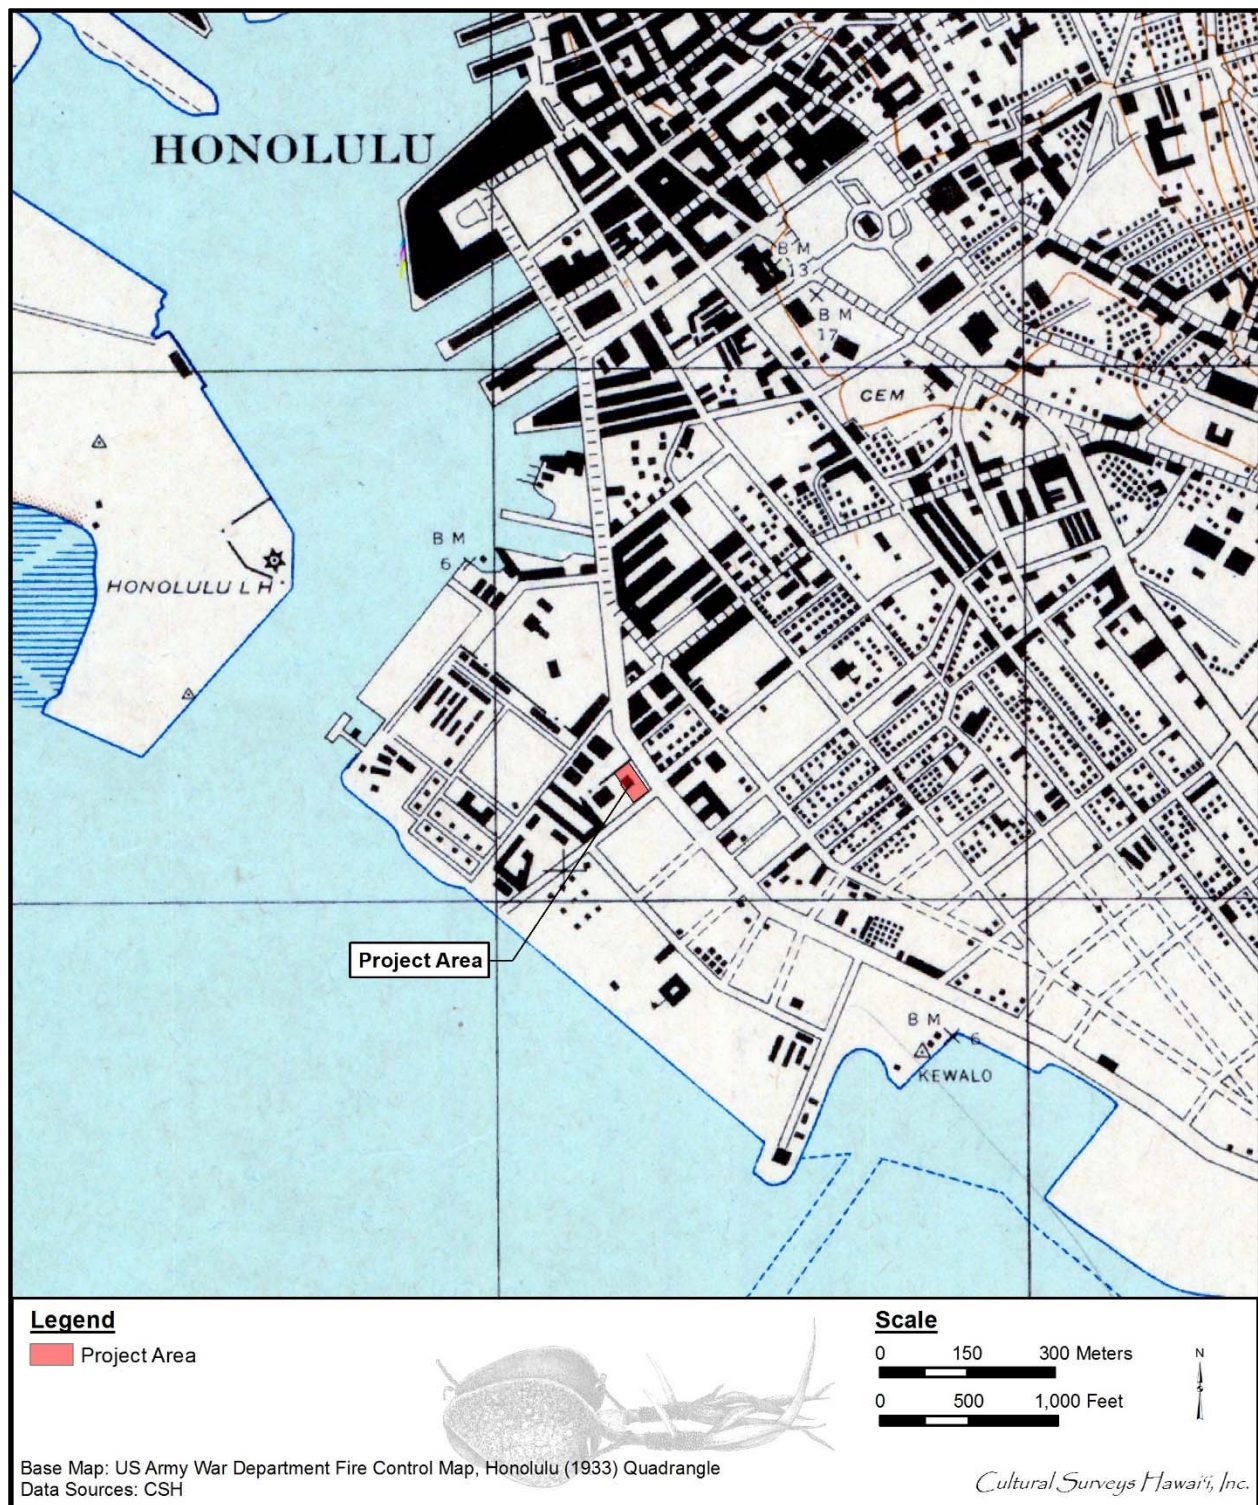 HONOLULU
B M
13
B M
17
CEM
B M
6
HONOLULU L H
Project Area
B M
6
KEWALO
Legend
Project Area
Scale
0 150 300 Meters
0 500 1,000 Feet
N
Base Map: US Army War Department Fire Control Map, Honolulu (1933) Quadrangle
Data Sources: CSH
Cultural Surveys Hawaiʻi, Inc.